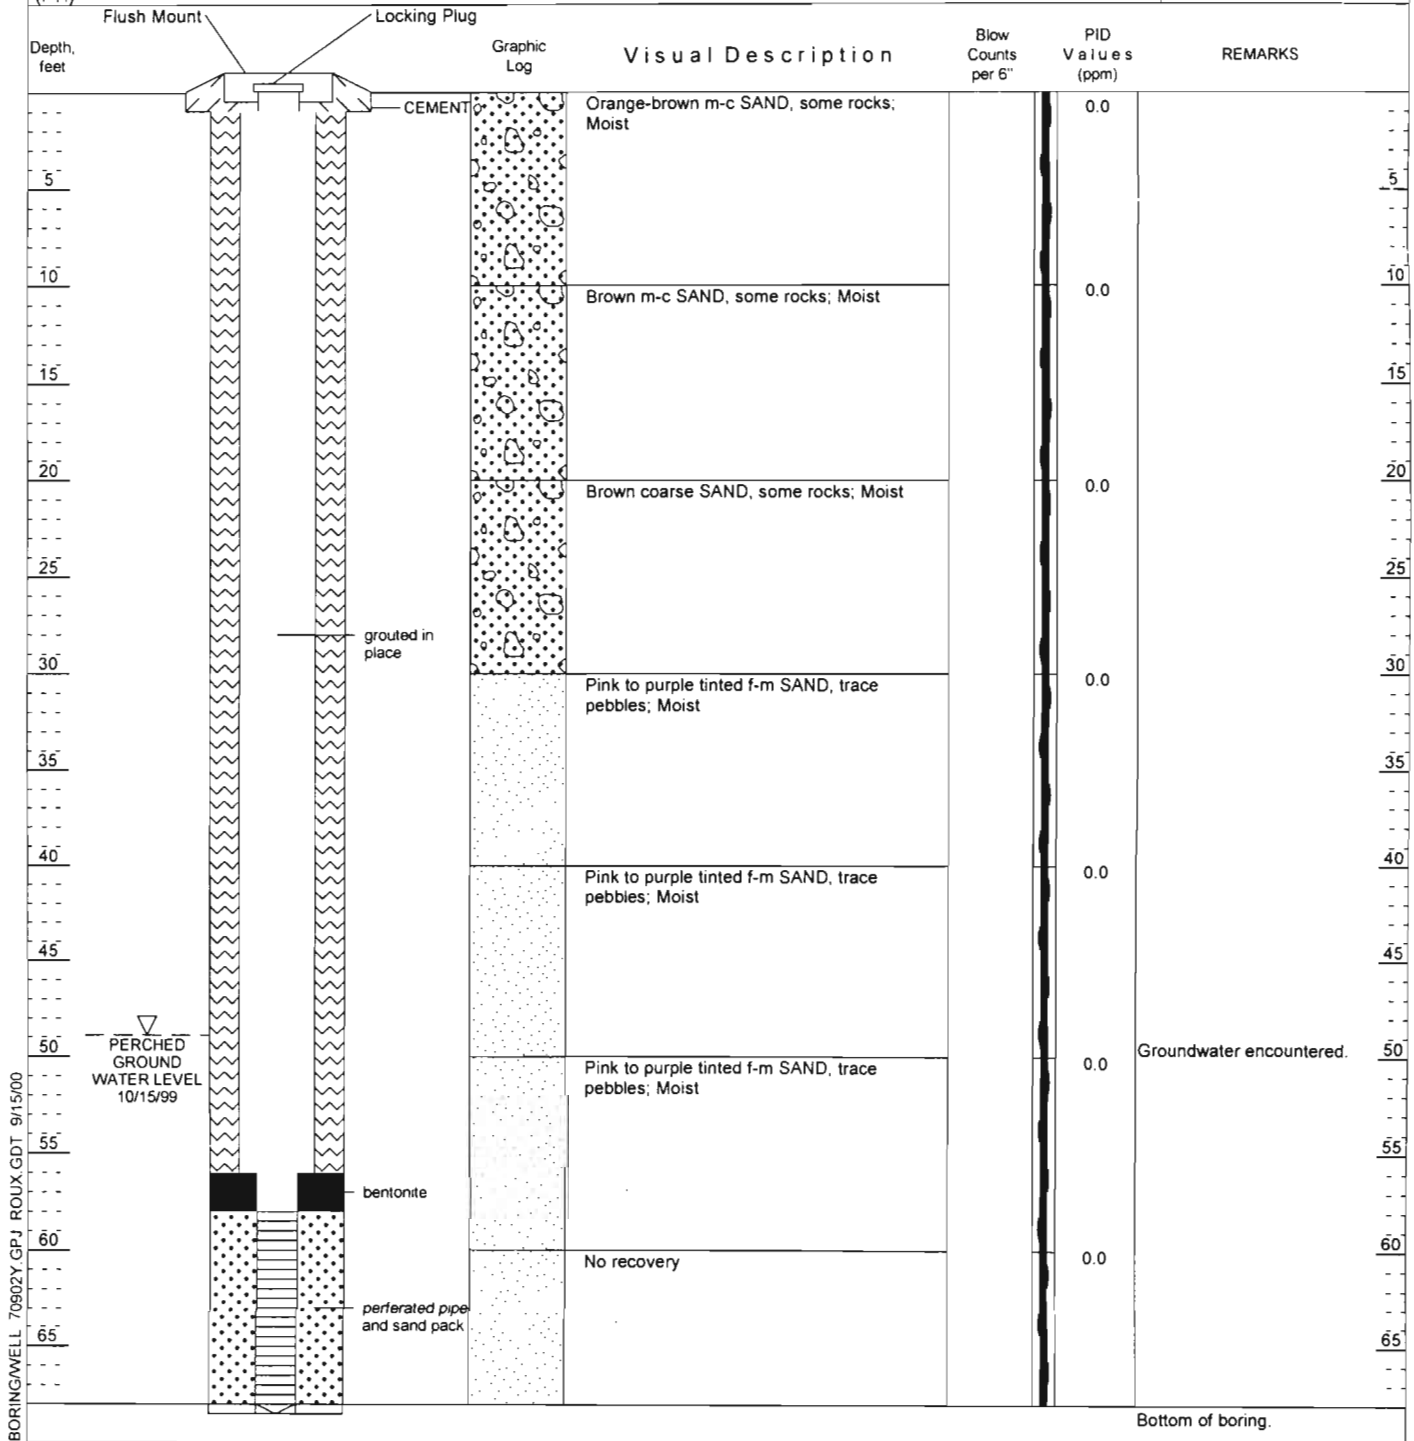 Flush Mount
Locking Plug
Depth,
feet
Graphic
Log
Visual Description
Blow
Counts
per 6"
PID
Values
(ppm)
REMARKS
CEMENT
Orange-brown m-c SAND, some rocks;
Moist
0.0
5
5
10
Brown m-c SAND, some rocks; Moist
0.0
10
15
15
20
Brown coarse SAND, some rocks; Moist
0.0
20
25
25
grouted in
place
30
Pink to purple tinted f-m SAND, trace
pebbles; Moist
0.0
30
35
35
40
Pink to purple tinted f-m SAND, trace
pebbles; Moist
0.0
40
45
45
PERCHED
GROUND
WATER LEVEL
10/15/99
50
Pink to purple tinted f-m SAND, trace
pebbles; Moist
0.0
Groundwater encountered.
50
55
55
bentonite
60
No recovery
0.0
60
perferated pipe
and sand pack
65
65
Bottom of boring.
BORING/WELL 70902Y.GPJ ROUX.GDT 9/15/00